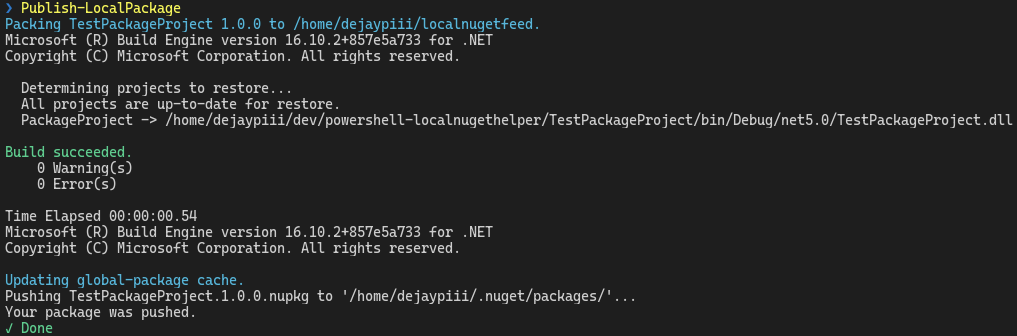 ❯ Publish-LocalPackage
Packing TestPackageProject 1.0.0 to /home/dejaypiii/localnugetfeed.
Microsoft (R) Build Engine version 16.10.2+857e5a733 for .NET
Copyright (C) Microsoft Corporation. All rights reserved.

  Determining projects to restore...
  All projects are up-to-date for restore.
  PackageProject -> /home/dejaypiii/dev/powershell-localnugethelper/TestPackageProject/bin/Debug/net5.0/TestPackageProject.dll

Build succeeded.
    0 Warning(s)
    0 Error(s)

Time Elapsed 00:00:00.54
Microsoft (R) Build Engine version 16.10.2+857e5a733 for .NET
Copyright (C) Microsoft Corporation. All rights reserved.

Updating global-package cache.
Pushing TestPackageProject.1.0.0.nupkg to '/home/dejaypiii/.nuget/packages/'...
Your package was pushed.
✓ Done